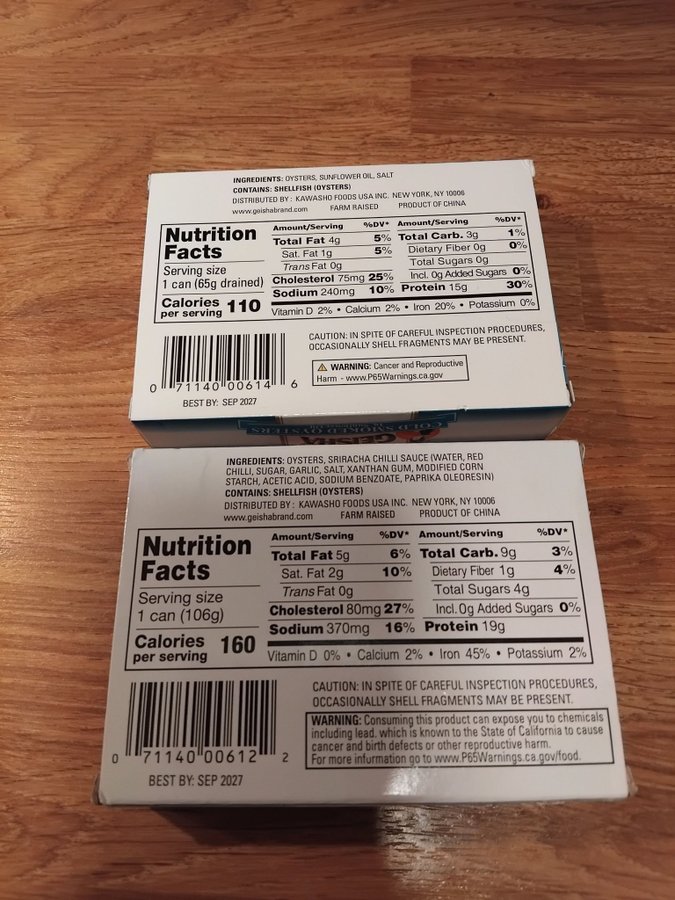 INGREDIENTS: OYSTERS, SUNFLOWER OIL, SALT
CONTAINS: SHELLFISH (OYSTERS)
DISTRIBUTED BY: KAWASHO FOODS USA INC. NEW YORK, NY 10006
www.geishabrand.com FARM RAISED PRODUCT OF CHINA
Nutrition
Facts
Serving size
1 can (65g drained)
Calories
per serving 110
Amount/Serving %DV*
Total Fat 4g 5%
Sat. Fat 1g 5%
Trans Fat 0g
Cholesterol 75mg 25%
Sodium 240mg 10%
Amount/Serving %DV*
Total Carb. 3g 1%
Dietary Fiber 0g 0%
Total Sugars 0g
Incl. 0g Added Sugars 0%
Protein 15g 30%
Vitamin D 2% • Calcium 2% • Iron 20% • Potassium 0%
CAUTION: IN SPITE OF CAREFUL INSPECTION PROCEDURES,
OCCASIONALLY SHELL FRAGMENTS MAY BE PRESENT.
WARNING: Cancer and Reproductive
Harm - www.P65Warnings.ca.gov
0 71140 00614 6
BEST BY: SEP 2027
COLD SMOKED OYSTERS
GEISHA
INGREDIENTS: OYSTERS, SRIRACHA CHILLI SAUCE (WATER, RED
CHILLI, SUGAR, GARLIC, SALT, XANTHAN GUM, MODIFIED CORN
STARCH, ACETIC ACID, SODIUM BENZOATE, PAPRIKA OLEORESIN)
CONTAINS: SHELLFISH (OYSTERS)
DISTRIBUTED BY: KAWASHO FOODS USA INC. NEW YORK, NY 10006
www.geishabrand.com FARM RAISED PRODUCT OF CHINA
Nutrition
Facts
Serving size
1 can (106g)
Calories
per serving 160
Amount/Serving %DV*
Total Fat 5g 6%
Sat. Fat 2g 10%
Trans Fat 0g
Cholesterol 80mg 27%
Sodium 370mg 16%
Amount/Serving %DV*
Total Carb. 9g 3%
Dietary Fiber 1g 4%
Total Sugars 4g
Incl. 0g Added Sugars 0%
Protein 19g
Vitamin D 0% • Calcium 2% • Iron 45% • Potassium 2%
CAUTION: IN SPITE OF CAREFUL INSPECTION PROCEDURES,
OCCASIONALLY SHELL FRAGMENTS MAY BE PRESENT.
WARNING: Consuming this product can expose you to chemicals
including lead. which is known to the State of California to cause
cancer and birth defects or other reproductive harm.
For more information go to www.P65Warnings.ca.gov/food.
0 71140 00612 2
BEST BY: SEP 2027